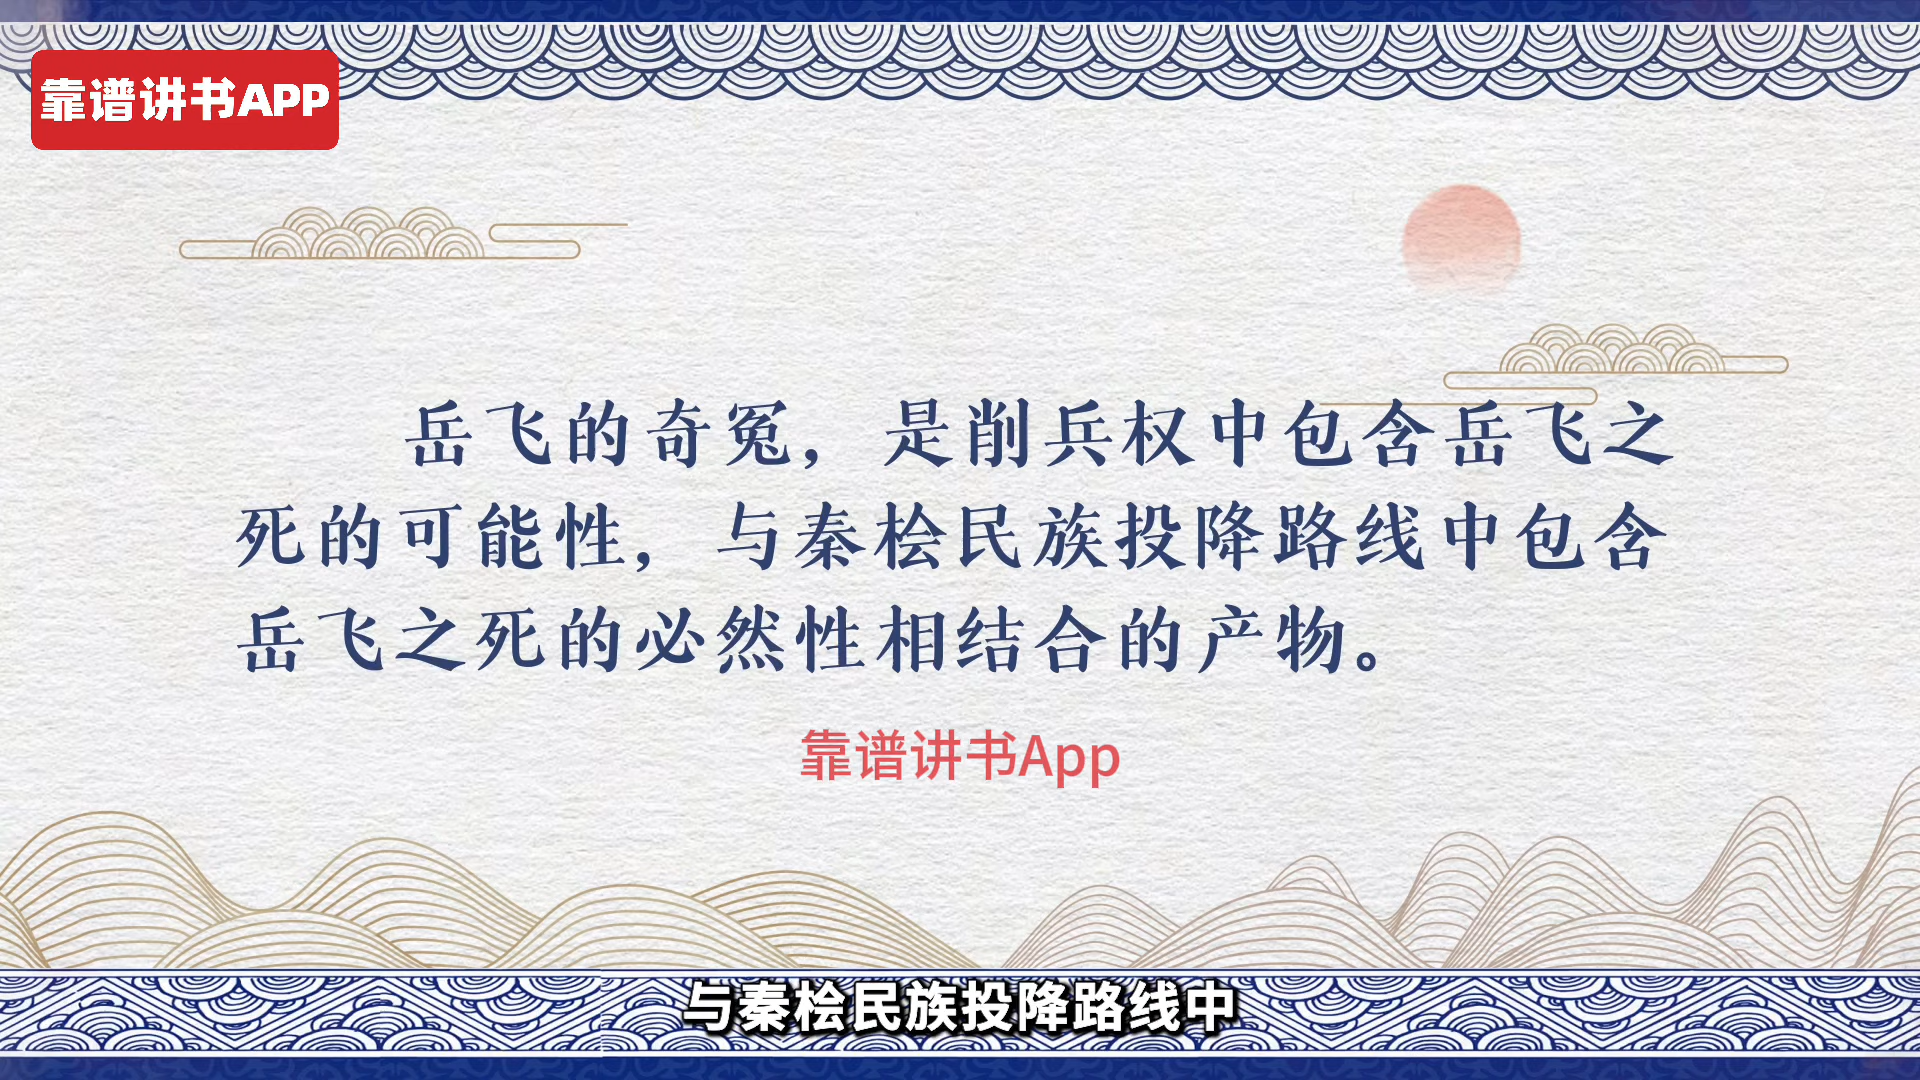 靠谱讲书APP
岳飞的奇冤，是削兵权中包含岳飞之
死的可能性，与秦桧民族投降路线中包含
岳飞之死的必然性相结合的产物。
靠谱讲书App
与秦桧民族投降路线中